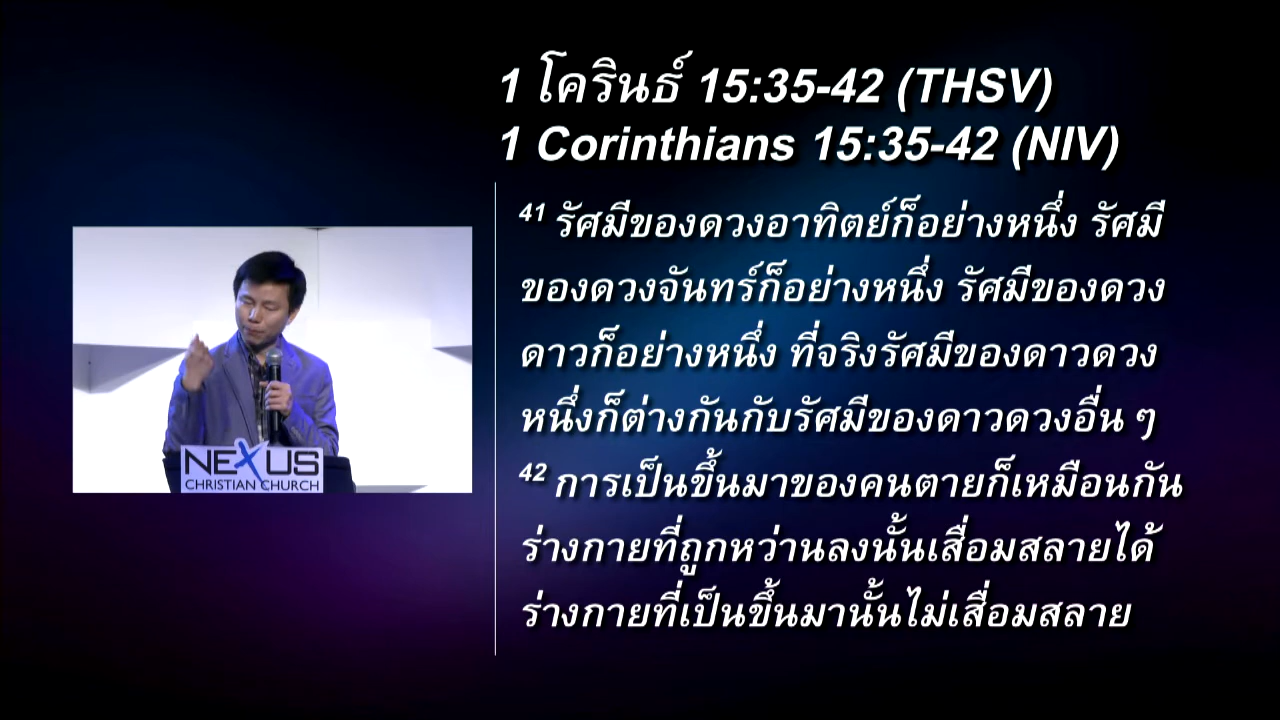 1 โครินธ์ 15:35-42 (THSV)
1 Corinthians 15:35-42 (NIV)
41 รัศมีของดวงอาทิตย์ก็อย่างหนึ่ง รัศมี
ของดวงจันทร์ก็อย่างหนึ่ง รัศมีของดวง
ดาวก็อย่างหนึ่ง ที่จริงรัศมีของดาวดวง
หนึ่งก็ต่างกันกับรัศมีของดาวดวงอื่น ๆ
42 การเป็นขึ้นมาของคนตายก็เหมือนกัน
ร่างกายที่ถูกหว่านลงนั้นเสื่อมสลายได้
ร่างกายที่เป็นขึ้นมานั้นไม่เสื่อมสลาย
NEXUS
CHRISTIAN CHURCH